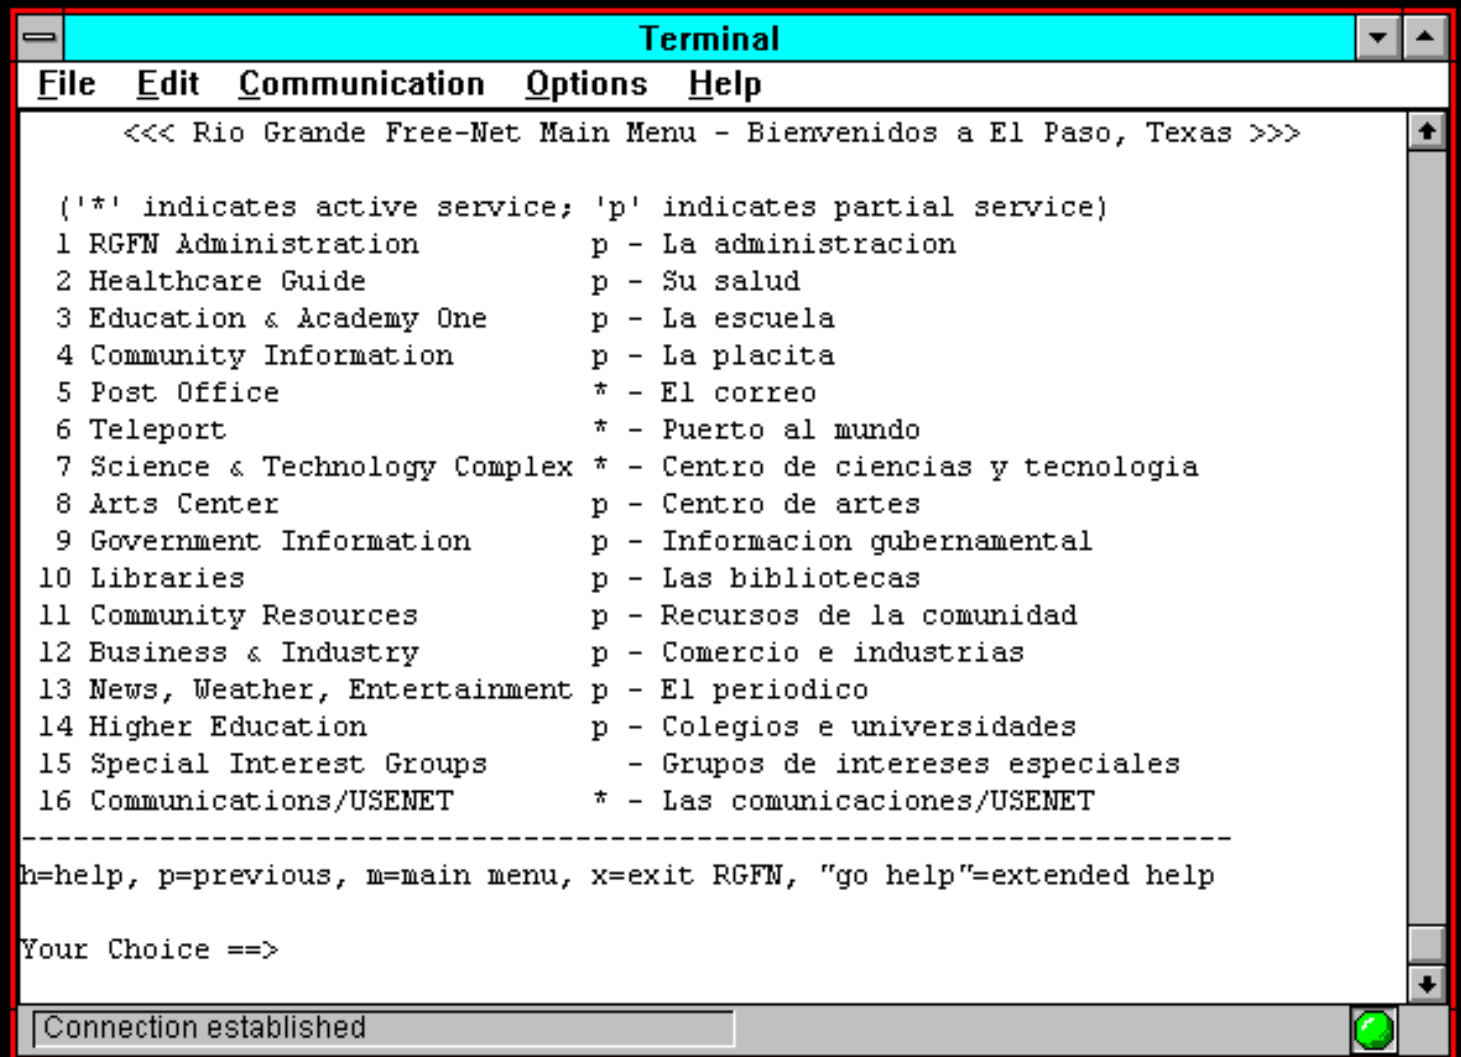 Terminal
File Edit Communication Options Help
<<< Rio Grande Free-Net Main Menu - Bienvenidos a El Paso, Texas >>>
('*' indicates active service; 'p' indicates partial service)
1 RGFN Administration p - La administracion
2 Healthcare Guide p - Su salud
3 Education & Academy One p - La escuela
4 Community Information p - La placita
5 Post Office * - El correo
6 Teleport * - Puerto al mundo
7 Science & Technology Complex * - Centro de ciencias y tecnologia
8 Arts Center p - Centro de artes
9 Government Information p - Informacion gubernamental
10 Libraries p - Las bibliotecas
11 Community Resources p - Recursos de la comunidad
12 Business & Industry p - Comercio e industrias
13 News, Weather, Entertainment p - El periodico
14 Higher Education p - Colegios e universidades
15 Special Interest Groups - Grupos de intereses especiales
16 Communications/USENET * - Las comunicaciones/USENET
----------------------------------------------------------------------
h=help, p=previous, m=main menu, x=exit RGFN, "go help"=extended help
Your Choice ==>
Connection established